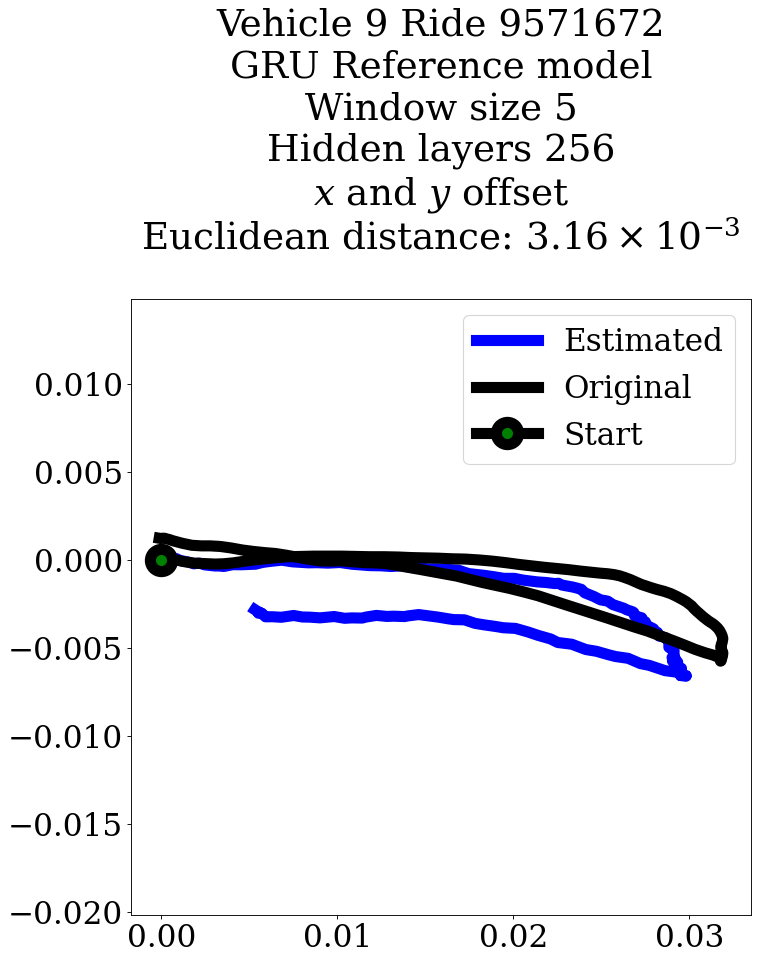 Vehicle 9 Ride 9571672
GRU Reference model
Window size 5
Hidden layers 256
x and y offset
Euclidean distance: 3.16 × 10⁻³
Estimated
Original
Start
0.010
0.005
0.000
−0.005
−0.010
−0.015
−0.020
0.00 0.01 0.02 0.03